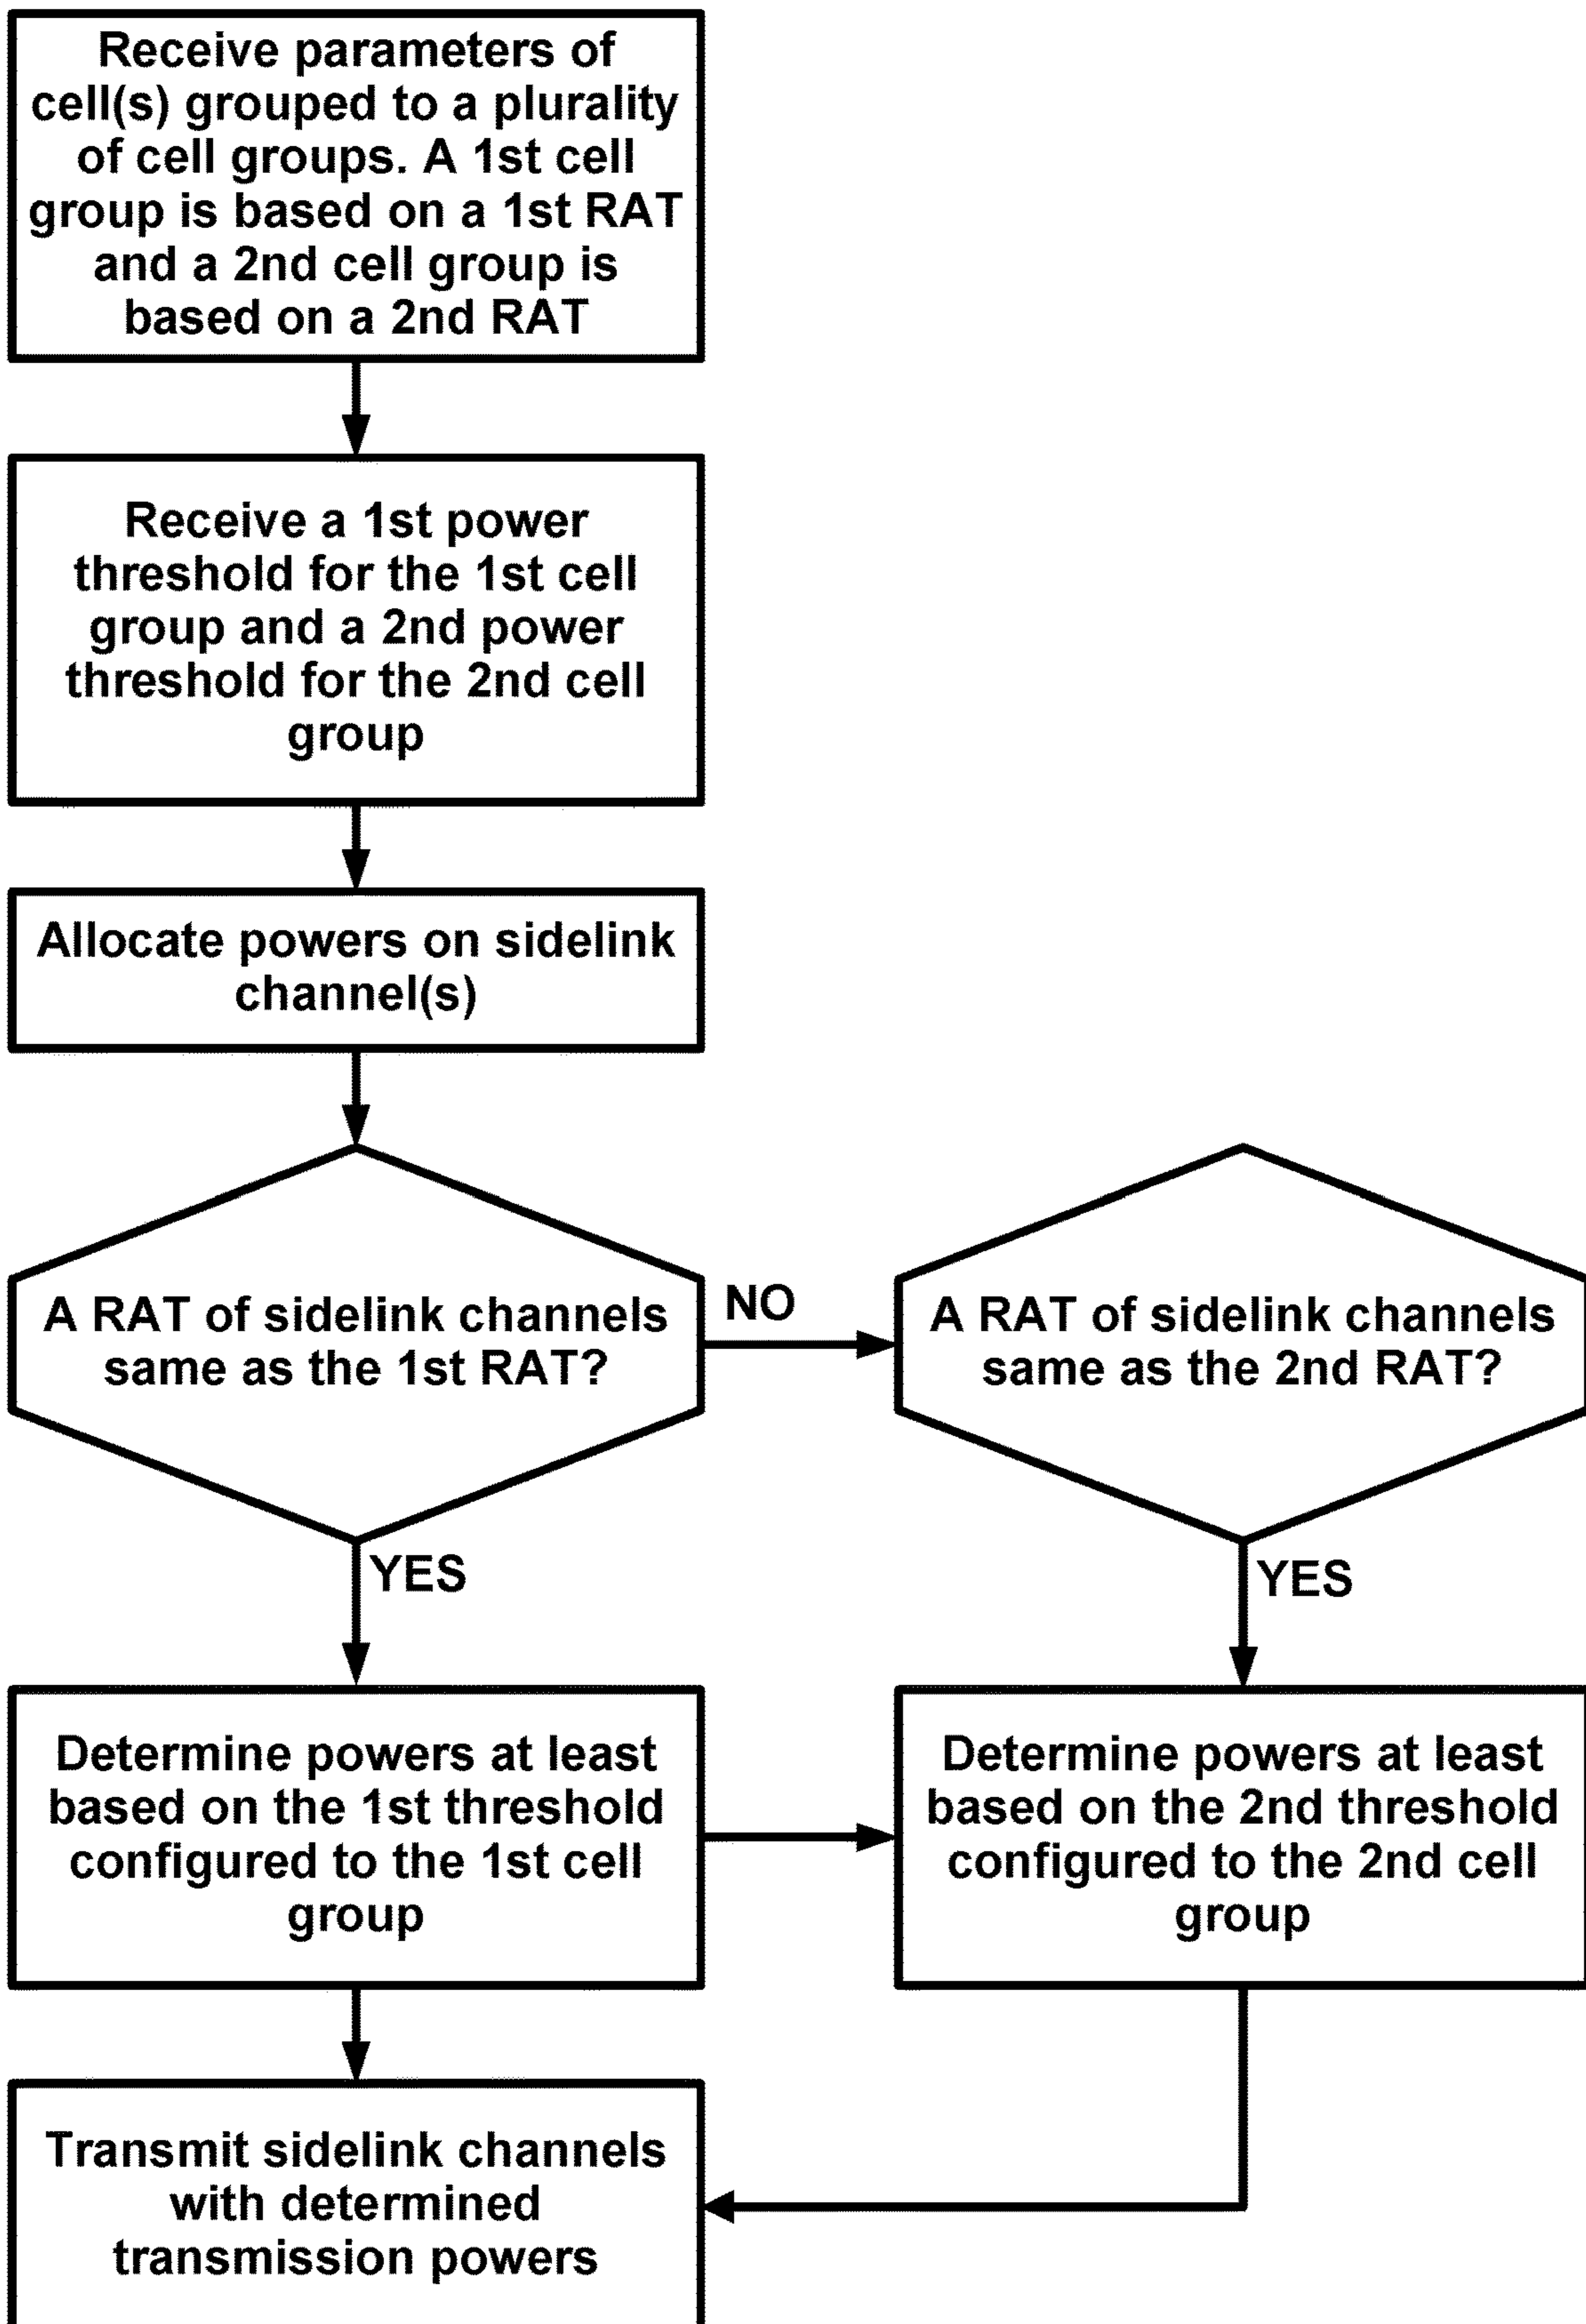 Receive parameters of
cell(s) grouped to a plurality
of cell groups. A 1st cell
group is based on a 1st RAT
and a 2nd cell group is
based on a 2nd RAT
Receive a 1st power
threshold for the 1st cell
group and a 2nd power
threshold for the 2nd cell
group
Allocate powers on sidelink
channel(s)
A RAT of sidelink channels
same as the 1st RAT?
NO
A RAT of sidelink channels
same as the 2nd RAT?
YES
YES
Determine powers at least
based on the 1st threshold
configured to the 1st cell
group
Determine powers at least
based on the 2nd threshold
configured to the 2nd cell
group
Transmit sidelink channels
with determined
transmission powers